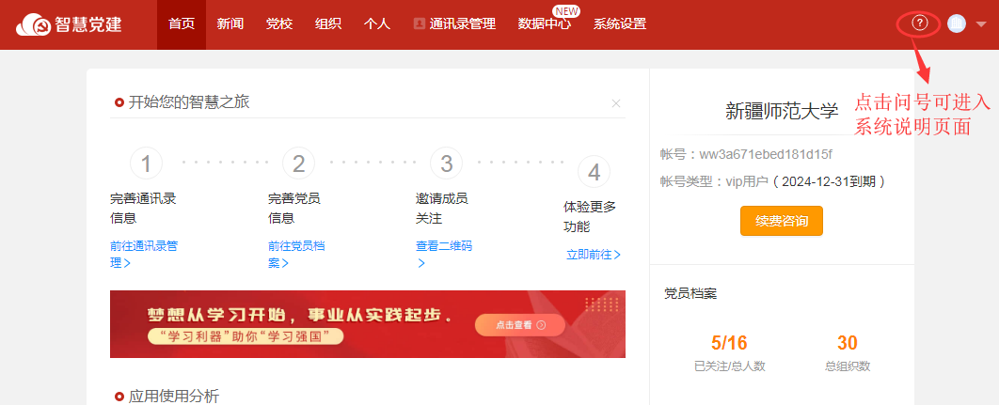 智慧党建
首页 新闻 党校 组织 个人 通讯录管理 数据中心 NEW 系统设置 ?
点击问号可进入
系统说明页面
开始您的智慧之旅 ×
1 2 3 4
完善通讯录
信息
前往通讯录管
理>
完善党员
信息
前往党员档
案>
邀请成员
关注
查看二维码
>
体验更多
功能
立即前往>
梦想从学习开始，事业从实践起步.
“学习利器”助你“学习强国”
点击查看
应用使用分析
新疆师范大学
帐号：ww3a671ebed181d15f
帐号类型：vip用户（2024-12-31到期）
续费咨询
党员档案
5/16 30
已关注/总人数 总组织数